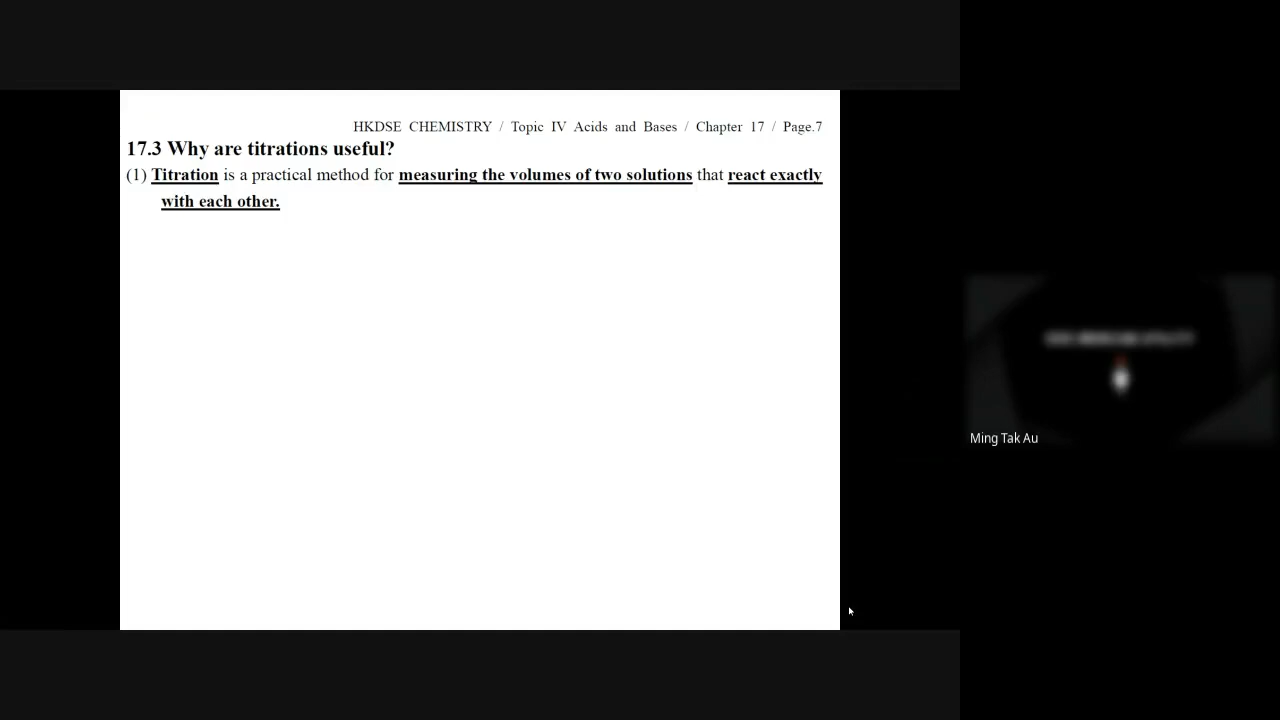 HKDSE CHEMISTRY / Topic IV Acids and Bases / Chapter 17 / Page.7
17.3 Why are titrations useful?
(1) Titration is a practical method for measuring the volumes of two solutions that react exactly
with each other.
Ming Tak Au